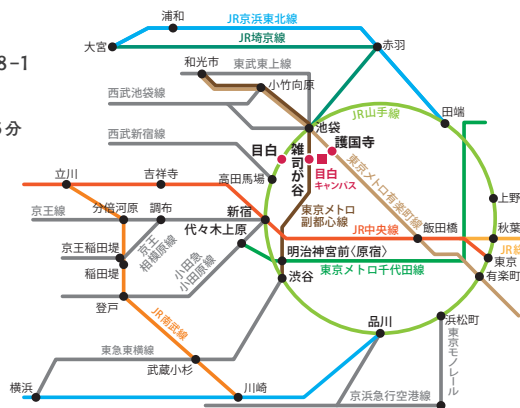 浦和
JR京浜東北線
大宮
JR埼京線
赤羽
8-1
和光市
東武東上線
小竹向原
西武池袋線
JR山手線
田端
5分
池袋
西武新宿線
目白
雑司が谷
護国寺
目白
キャンパス
高田馬場
東京メトロ有楽町線
立川
吉祥寺
上野
京王線
分倍河原
調布
新宿
東京メトロ
副都心線
代々木上原
JR中央線
飯田橋
秋葉
京王稲田堤
京王
相模原線
小田急
小田原線
明治神宮前〈原宿〉
JR総
東京
稲田堤
渋谷
東京メトロ千代田線
有楽町
登戸
JR南武線
品川
浜松町
東急東横線
武蔵小杉
東京モノレール
横浜
川崎
京浜急行空港線